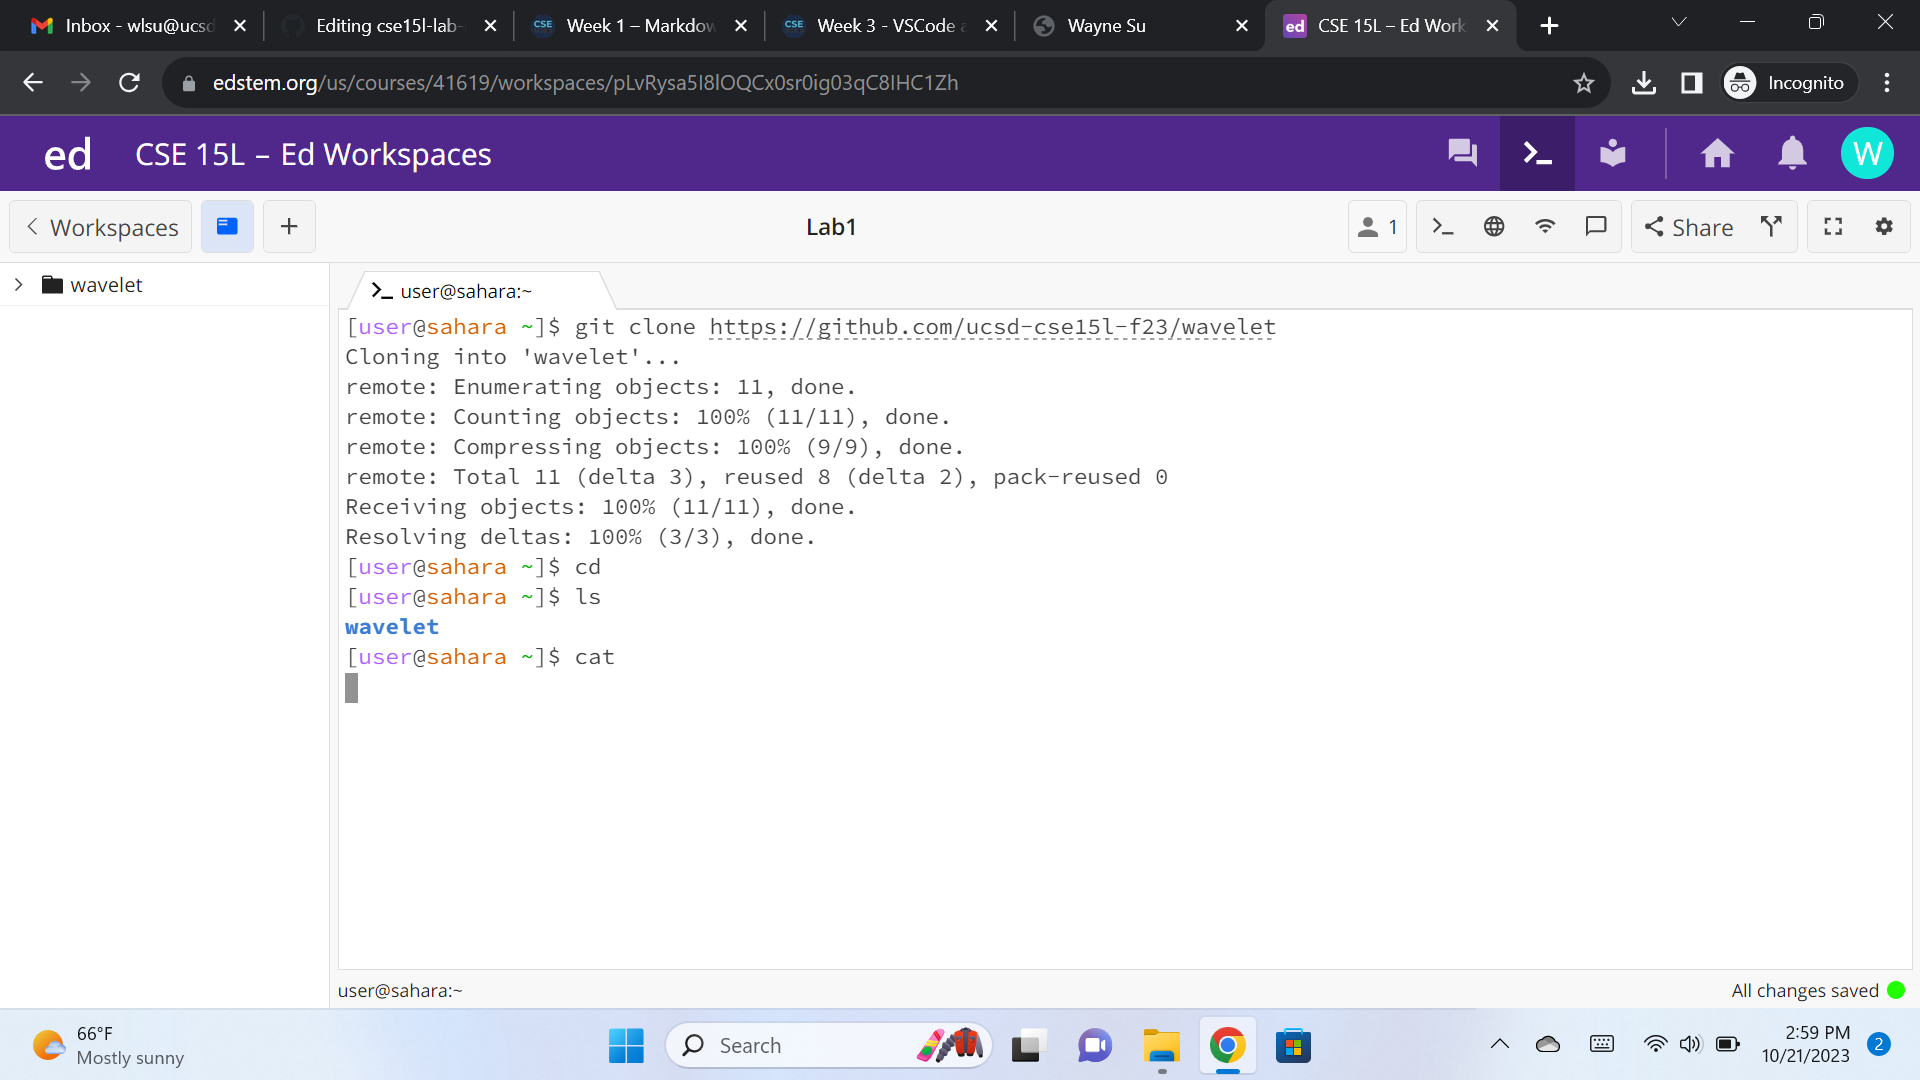 Inbox - wlsu@ucsd
Editing cse15l-lab-
CSE Week 1 – Markdow
CSE Week 3 - VSCode a
Wayne Su
ed CSE 15L – Ed Work
edstem.org/us/courses/41619/workspaces/pLvRysa5I8lOQCx0sr0ig03qC8IHC1Zh
Incognito
ed CSE 15L – Ed Workspaces
W
Workspaces
Lab1
1
Share
wavelet
user@sahara:~
[user@sahara ~]$ git clone https://github.com/ucsd-cse15l-f23/wavelet
Cloning into 'wavelet'...
remote: Enumerating objects: 11, done.
remote: Counting objects: 100% (11/11), done.
remote: Compressing objects: 100% (9/9), done.
remote: Total 11 (delta 3), reused 8 (delta 2), pack-reused 0
Receiving objects: 100% (11/11), done.
Resolving deltas: 100% (3/3), done.
[user@sahara ~]$ cd
[user@sahara ~]$ ls
wavelet
[user@sahara ~]$ cat
user@sahara:~
All changes saved
66°F
Mostly sunny
Search
2:59 PM
10/21/2023
2